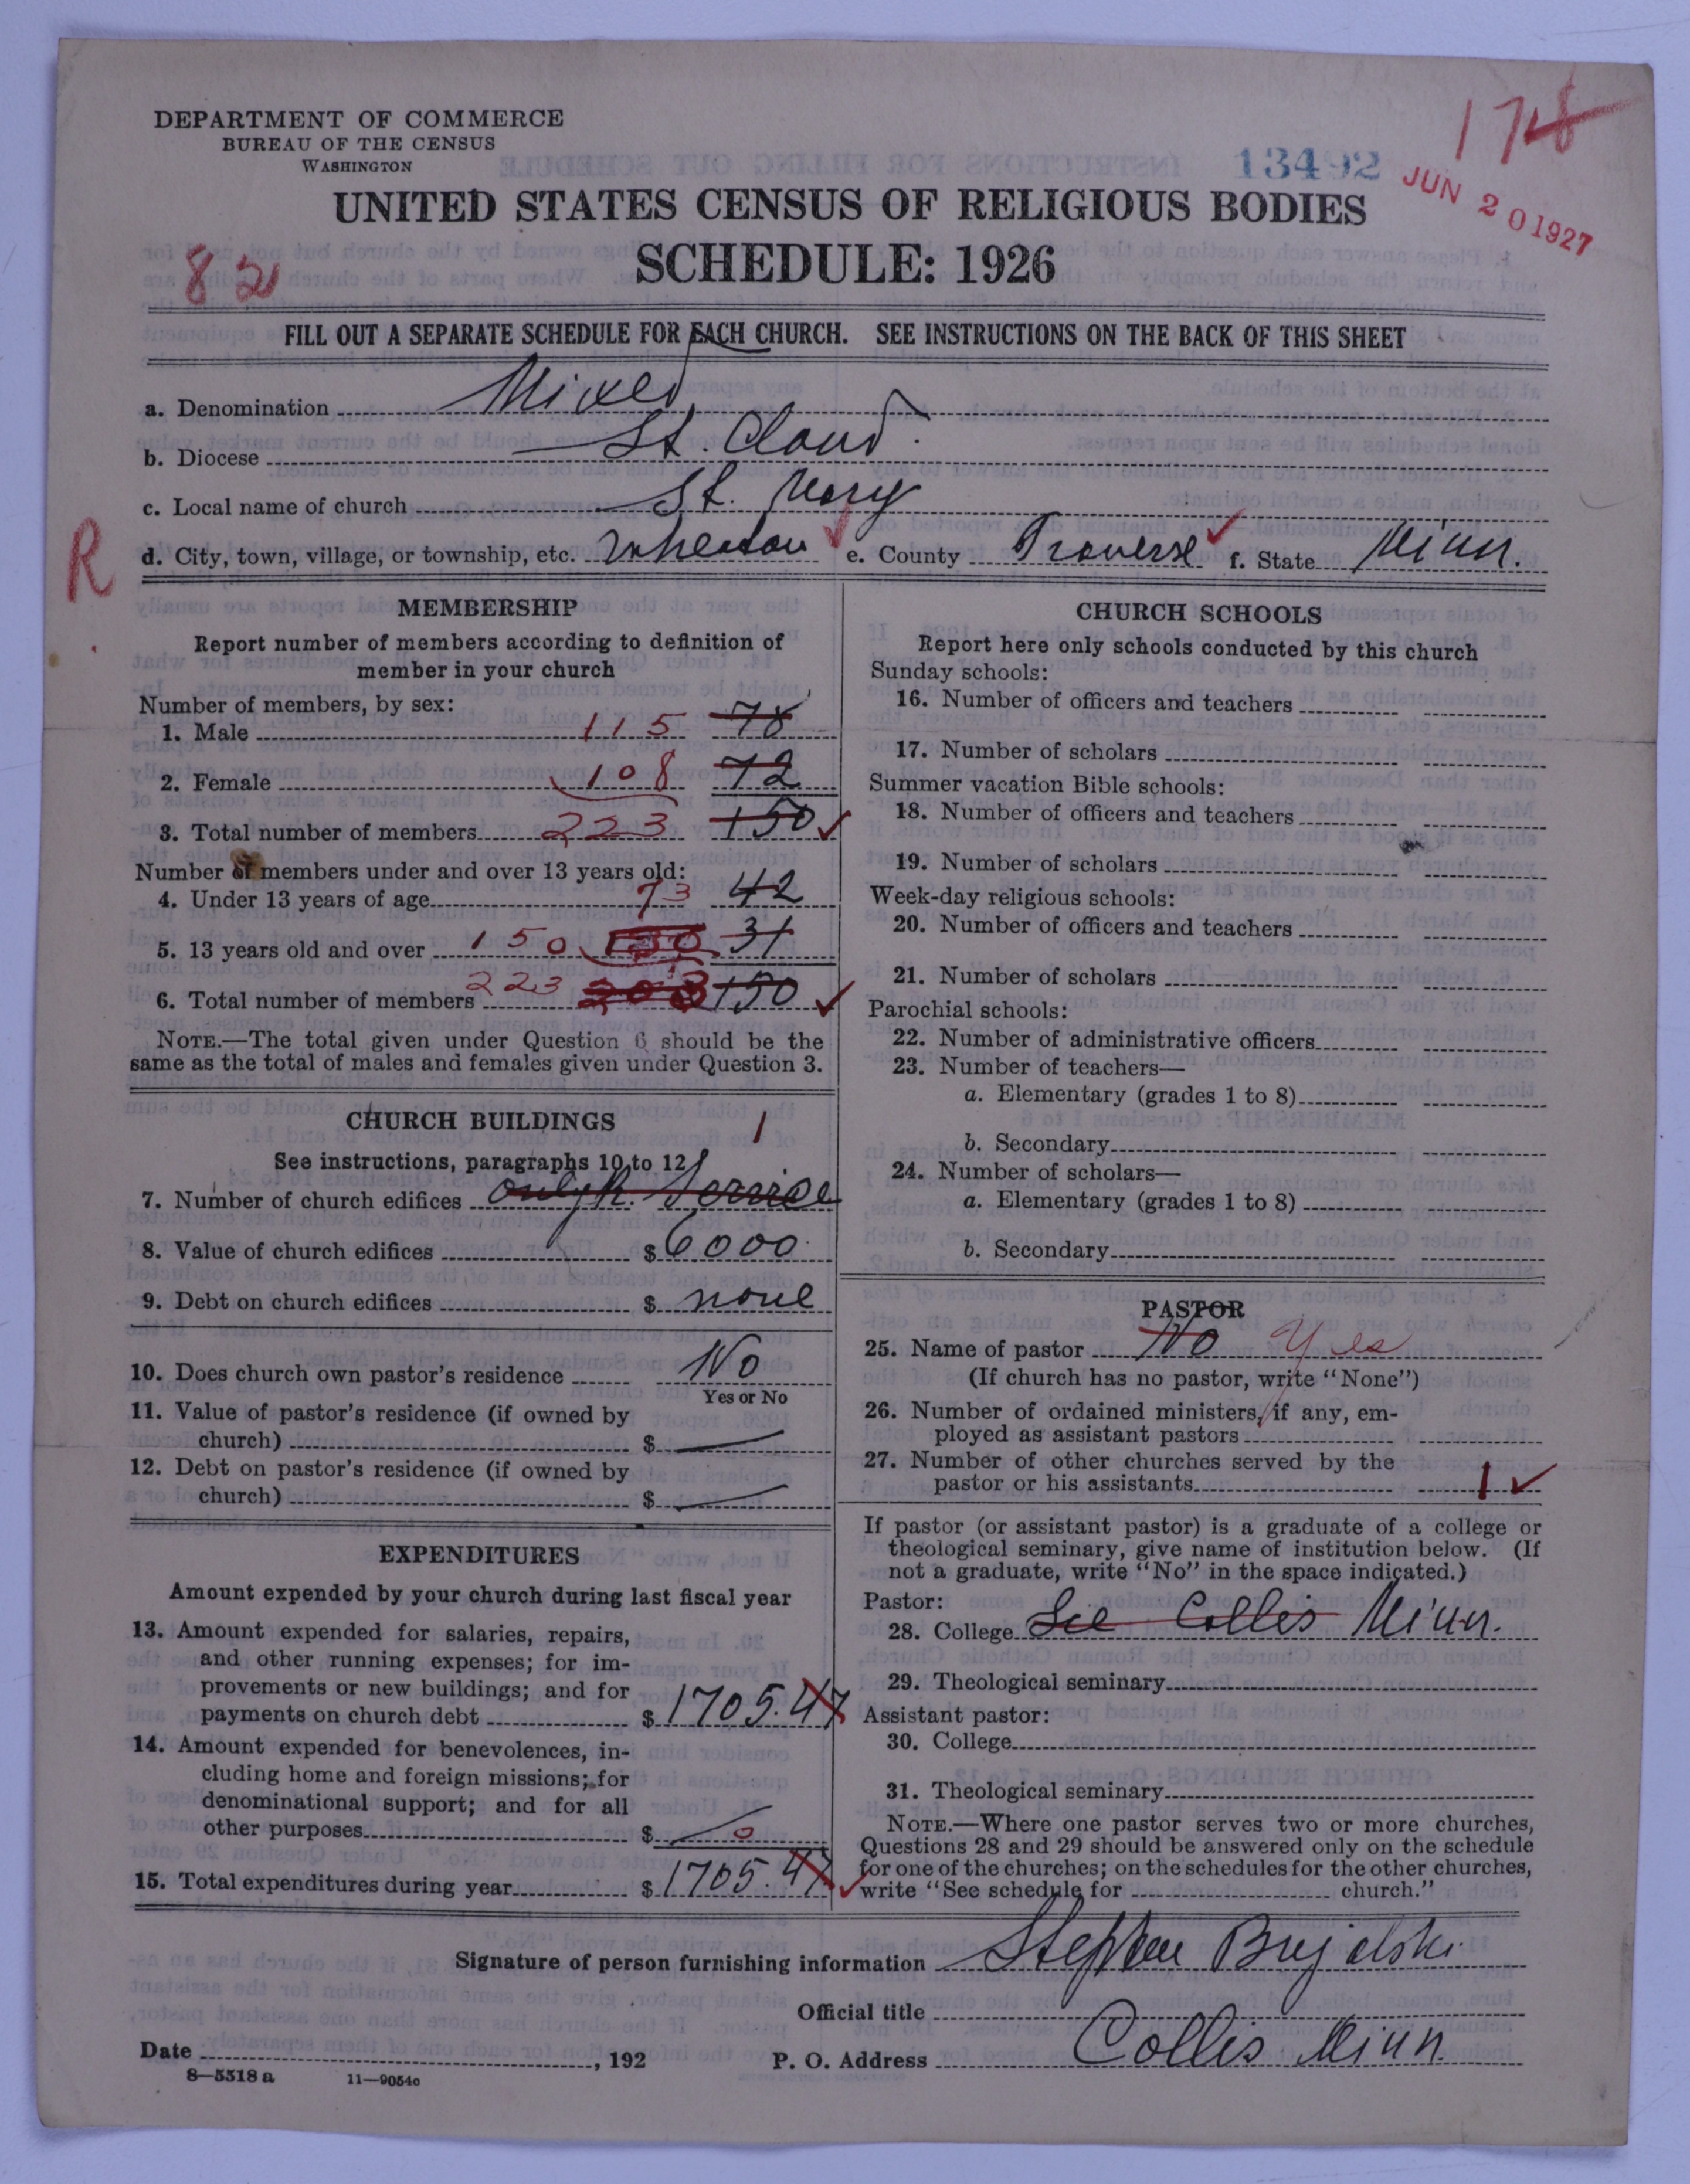 DEPARTMENT OF COMMERCE
BUREAU OF THE CENSUS
WASHINGTON
13492
JUN 20 1927
UNITED STATES CENSUS OF RELIGIOUS BODIES
82
SCHEDULE: 1926
FILL OUT A SEPARATE SCHEDULE FOR EACH CHURCH. SEE INSTRUCTIONS ON THE BACK OF THIS SHEET
a. Denomination Mixed
b. Diocese St. Cloud.
c. Local name of church St. Mary
R
d. City, town, village, or township, etc. Wheaton e. County Traverse f. State Minn.
MEMBERSHIP
Report number of members according to definition of
member in your church
Number of members, by sex:
1. Male 115 78
2. Female 108 72
3. Total number of members 223 150
Number of members under and over 13 years old:
4. Under 13 years of age 73 42
5. 13 years old and over 150 150 31
6. Total number of members 223 203 150
NOTE.—The total given under Question 6 should be the
same as the total of males and females given under Question 3.
CHURCH BUILDINGS 1
See instructions, paragraphs 10 to 12
7. Number of church edifices only h. Service
8. Value of church edifices $ 6000
9. Debt on church edifices $ none
10. Does church own pastor's residence No
Yes or No
11. Value of pastor's residence (if owned by
church) $ —
12. Debt on pastor's residence (if owned by
church) $ —
EXPENDITURES
Amount expended by your church during last fiscal year
13. Amount expended for salaries, repairs,
and other running expenses; for im-
provements or new buildings; and for
payments on church debt $ 1705.47
14. Amount expended for benevolences, in-
cluding home and foreign missions; for
denominational support; and for all
other purposes $ — 0
15. Total expenditures during year $ 1705.47
CHURCH SCHOOLS
Report here only schools conducted by this church
Sunday schools:
16. Number of officers and teachers
17. Number of scholars
Summer vacation Bible schools:
18. Number of officers and teachers
19. Number of scholars
Week-day religious schools:
20. Number of officers and teachers
21. Number of scholars
Parochial schools:
22. Number of administrative officers
23. Number of teachers—
a. Elementary (grades 1 to 8)
b. Secondary
24. Number of scholars—
a. Elementary (grades 1 to 8)
b. Secondary
PASTOR
25. Name of pastor No Yes
(If church has no pastor, write "None")
26. Number of ordained ministers, if any, em-
ployed as assistant pastors
27. Number of other churches served by the
pastor or his assistants 1
If pastor (or assistant pastor) is a graduate of a college or
theological seminary, give name of institution below. (If
not a graduate, write "No" in the space indicated.)
Pastor:
28. College See Collis Minn.
29. Theological seminary
Assistant pastor:
30. College
31. Theological seminary
NOTE.—Where one pastor serves two or more churches,
Questions 28 and 29 should be answered only on the schedule
for one of the churches; on the schedules for the other churches,
write "See schedule for church."
Signature of person furnishing information Stephen
Official title
Date , 192 P. O. Address Collis Minn.
8—5518 a 11—9054c